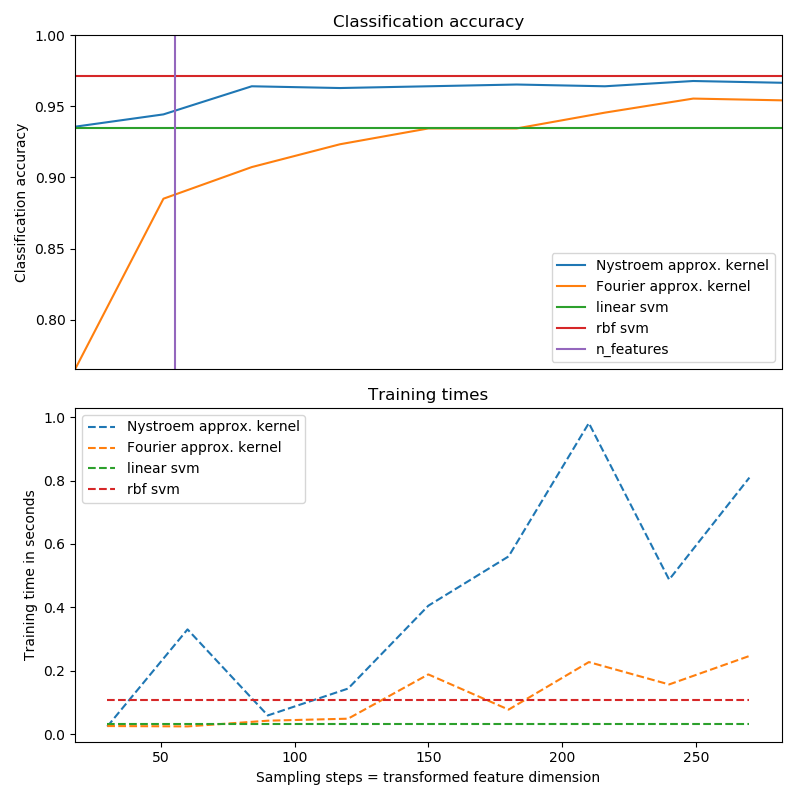 Classification accuracy
1.00
0.95
0.90
0.85
0.80
Classification accuracy
Nystroem approx. kernel
Fourier approx. kernel
linear svm
rbf svm
n_features
Training times
1.0
0.8
0.6
0.4
0.2
0.0
Training time in seconds
Nystroem approx. kernel
Fourier approx. kernel
linear svm
rbf svm
50
100
150
200
250
Sampling steps = transformed feature dimension